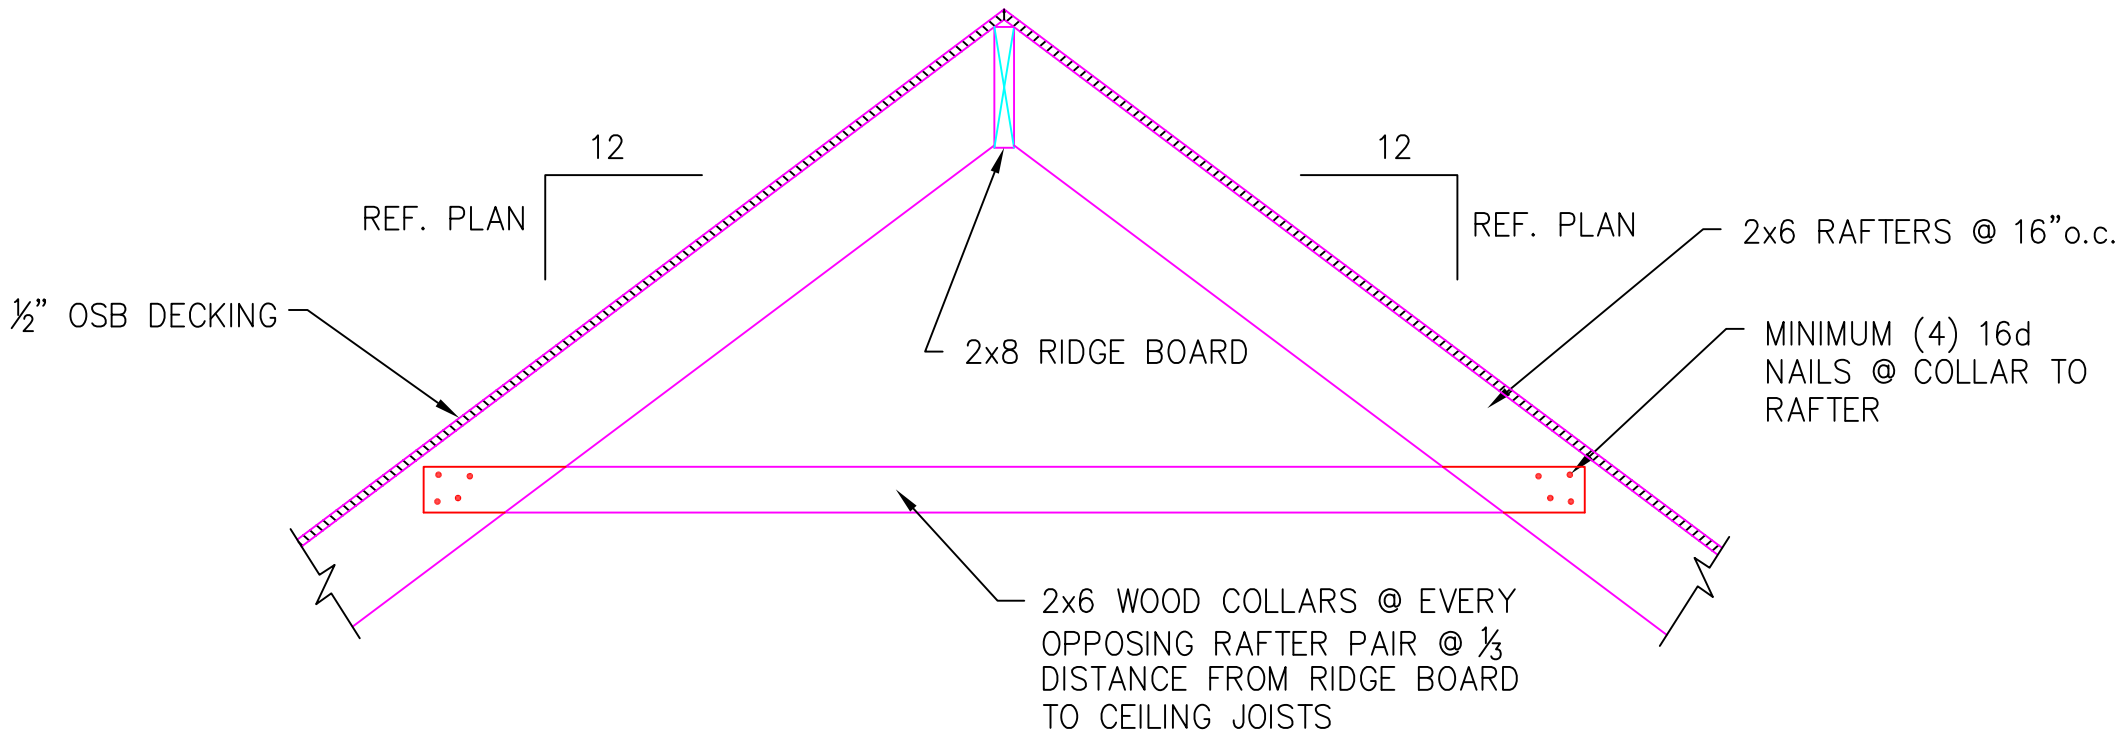 12
12
REF. PLAN
REF. PLAN
2x6 RAFTERS @ 16”o.c.
½” OSB DECKING
2x8 RIDGE BOARD
MINIMUM (4) 16d
NAILS @ COLLAR TO
RAFTER
2x6 WOOD COLLARS @ EVERY
OPPOSING RAFTER PAIR @ ⅓
DISTANCE FROM RIDGE BOARD
TO CEILING JOISTS